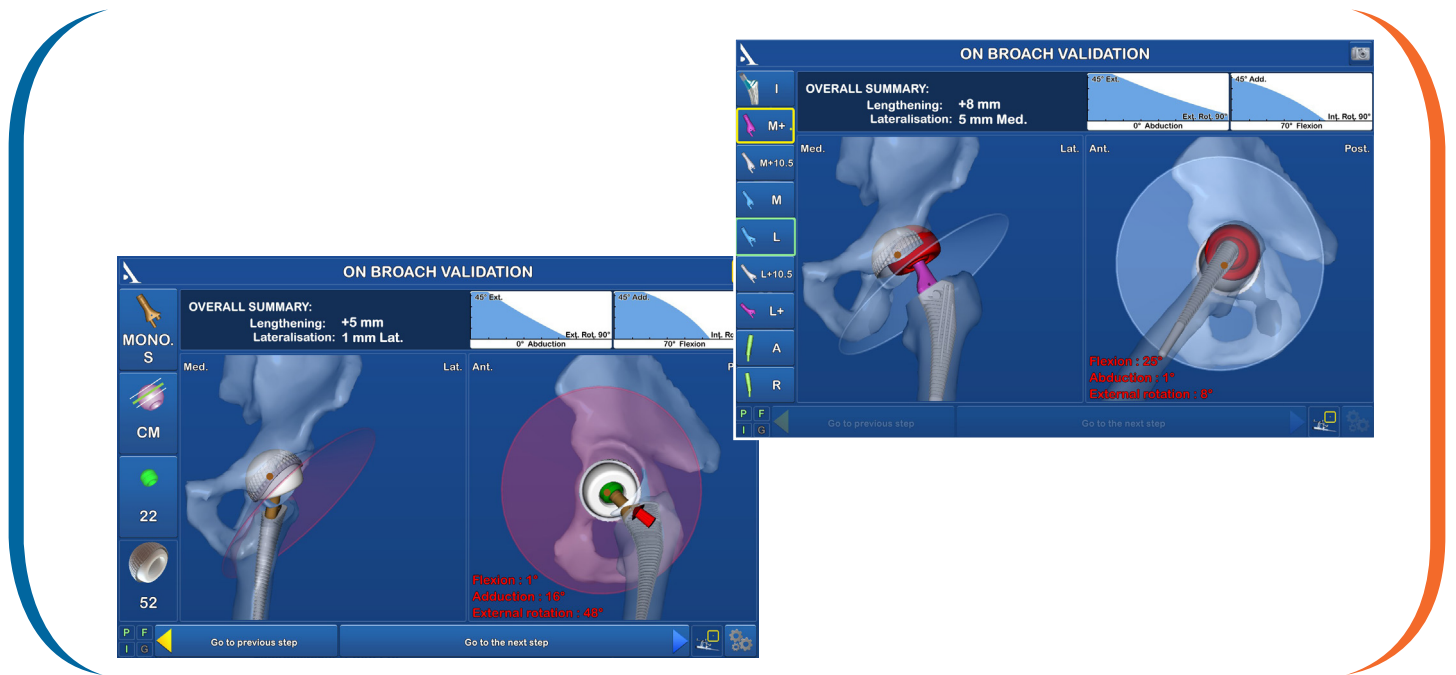 ON BROACH VALIDATION
OVERALL SUMMARY:
Lengthening: +5 mm
Lateralisation: 1 mm Lat.
45° Ext.
Ext. Rot. 90°
0° Abduction
45° Add.
70° Flexion
MONO.
S
CM
22
52
Med.
Lat.
Ant.
Flexion : 1°
Adduction : 16°
External rotation : 48°
P F
I G
Go to previous step
Go to the next step
ON BROACH VALIDATION
I
M+
M+10.5
M
L
L+10.5
L+
A
R
OVERALL SUMMARY:
Lengthening: +8 mm
Lateralisation: 5 mm Med.
45° Ext.
Ext. Rot. 90°
0° Abduction
45° Add.
Int. Rot. 90°
70° Flexion
Med.
Lat.
Ant.
Post.
Abduction : 1°
External rotation : 8°
P F
I G
Go to previous step
Go to the next step